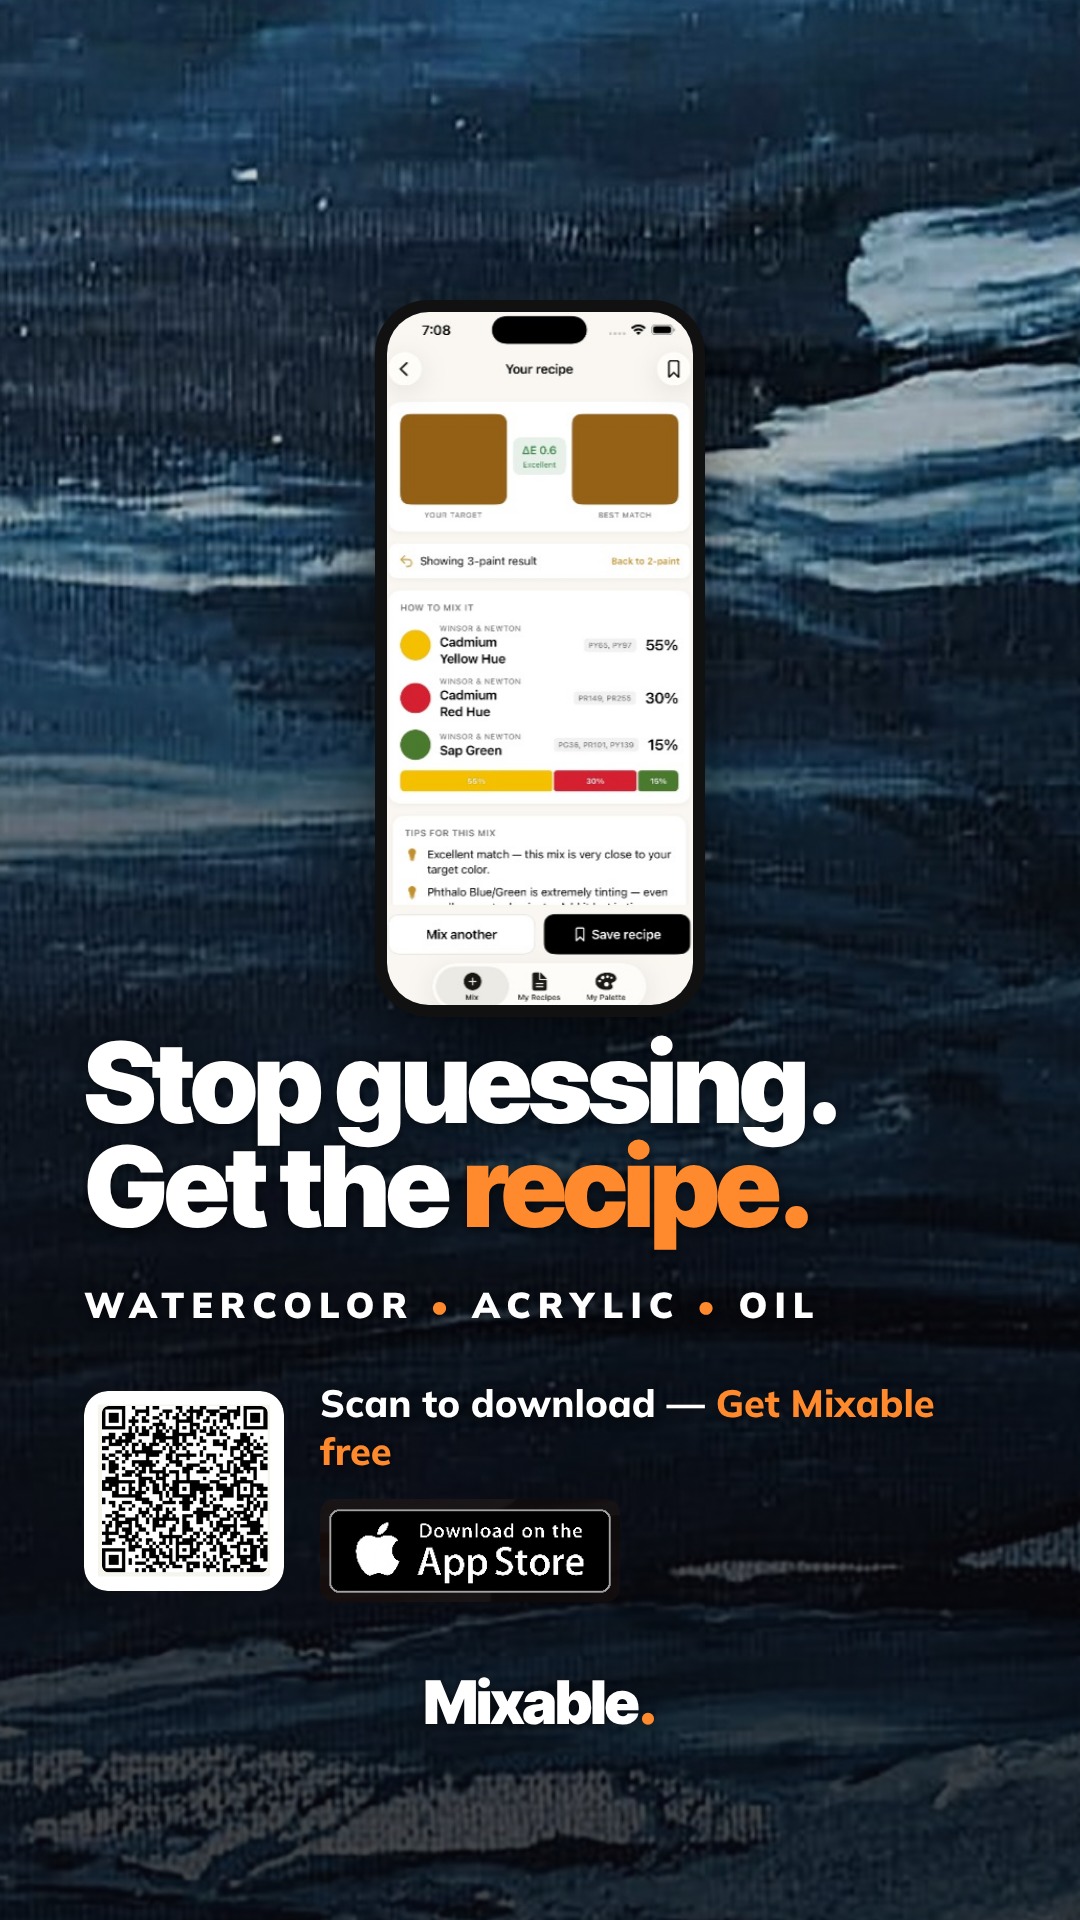 7:08
Your recipe
ΔE 0.6
Excellent
YOUR TARGET
BEST MATCH
Showing 3-paint result
Back to 2-paint
HOW TO MIX IT
WINSOR & NEWTON
Cadmium
Yellow Hue
PY65, PY97
55%
WINSOR & NEWTON
Cadmium
Red Hue
PR149, PR255
30%
WINSOR & NEWTON
Sap Green
PG36, PR101, PY139
15%
55%
30%
15%
TIPS FOR THIS MIX
Excellent match — this mix is very close to your
target color.
Phthalo Blue/Green is extremely tinting — even
Mix another
Save recipe
Mix
My Recipes
My Palette
Stop guessing.
Get the recipe.
WATERCOLOR • ACRYLIC • OIL
Scan to download — Get Mixable
free
Download on the
App Store
Mixable.